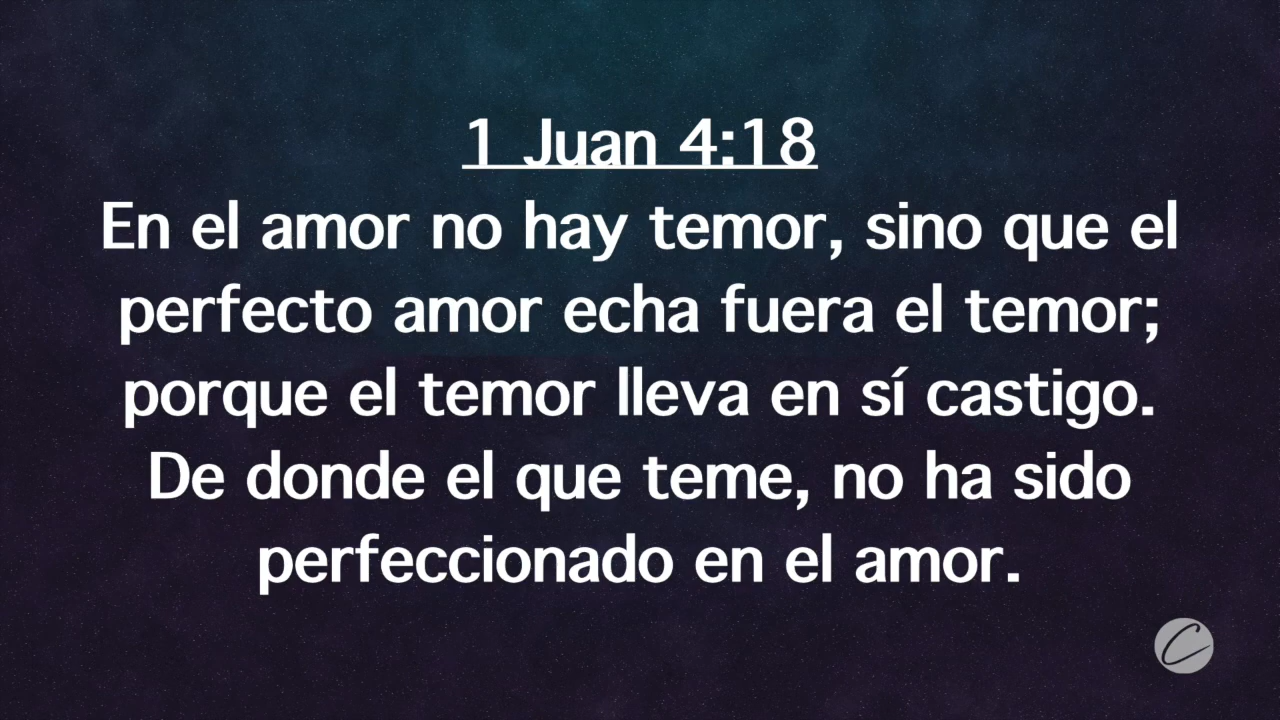 1 Juan 4:18
En el amor no hay temor, sino que el
perfecto amor echa fuera el temor;
porque el temor lleva en sí castigo.
De donde el que teme, no ha sido
perfeccionado en el amor.
C